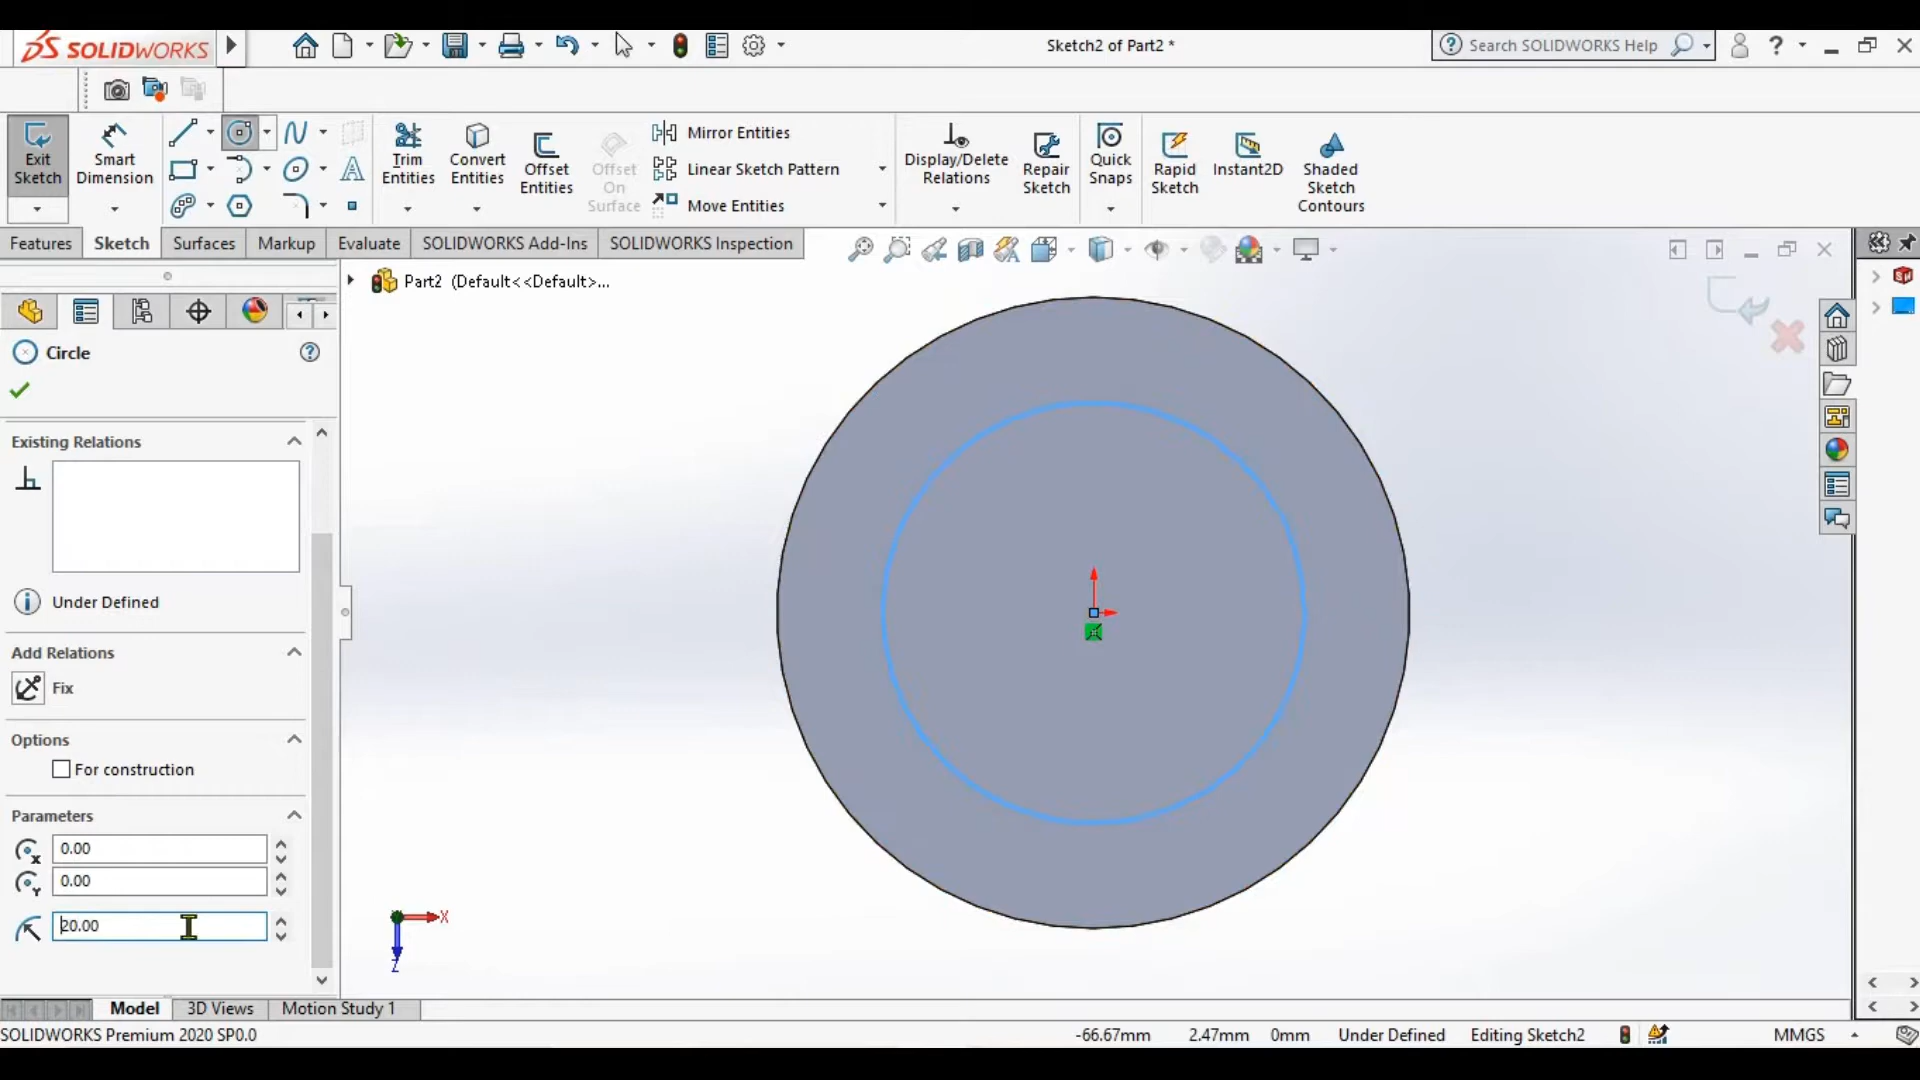 SOLIDWORKS
Sketch2 of Part2 *
Search SOLIDWORKS Help
?
Exit
Sketch
Smart
Dimension
Trim
Entities
Convert
Entities
Offset
Entities
Offset
On
Surface
Mirror Entities
Linear Sketch Pattern
Move Entities
Display/Delete
Relations
Repair
Sketch
Quick
Snaps
Rapid
Sketch
Instant2D
Shaded
Sketch
Contours
Features
Sketch
Surfaces
Markup
Evaluate
SOLIDWORKS Add-Ins
SOLIDWORKS Inspection
Part2 (Default<<Default>...
Circle
Existing Relations
Under Defined
Add Relations
Fix
Options
For construction
Parameters
0.00
0.00
20.00
X
Z
Model
3D Views
Motion Study 1
SOLIDWORKS Premium 2020 SP0.0
-66.67mm
2.47mm
0mm
Under Defined
Editing Sketch2
MMGS